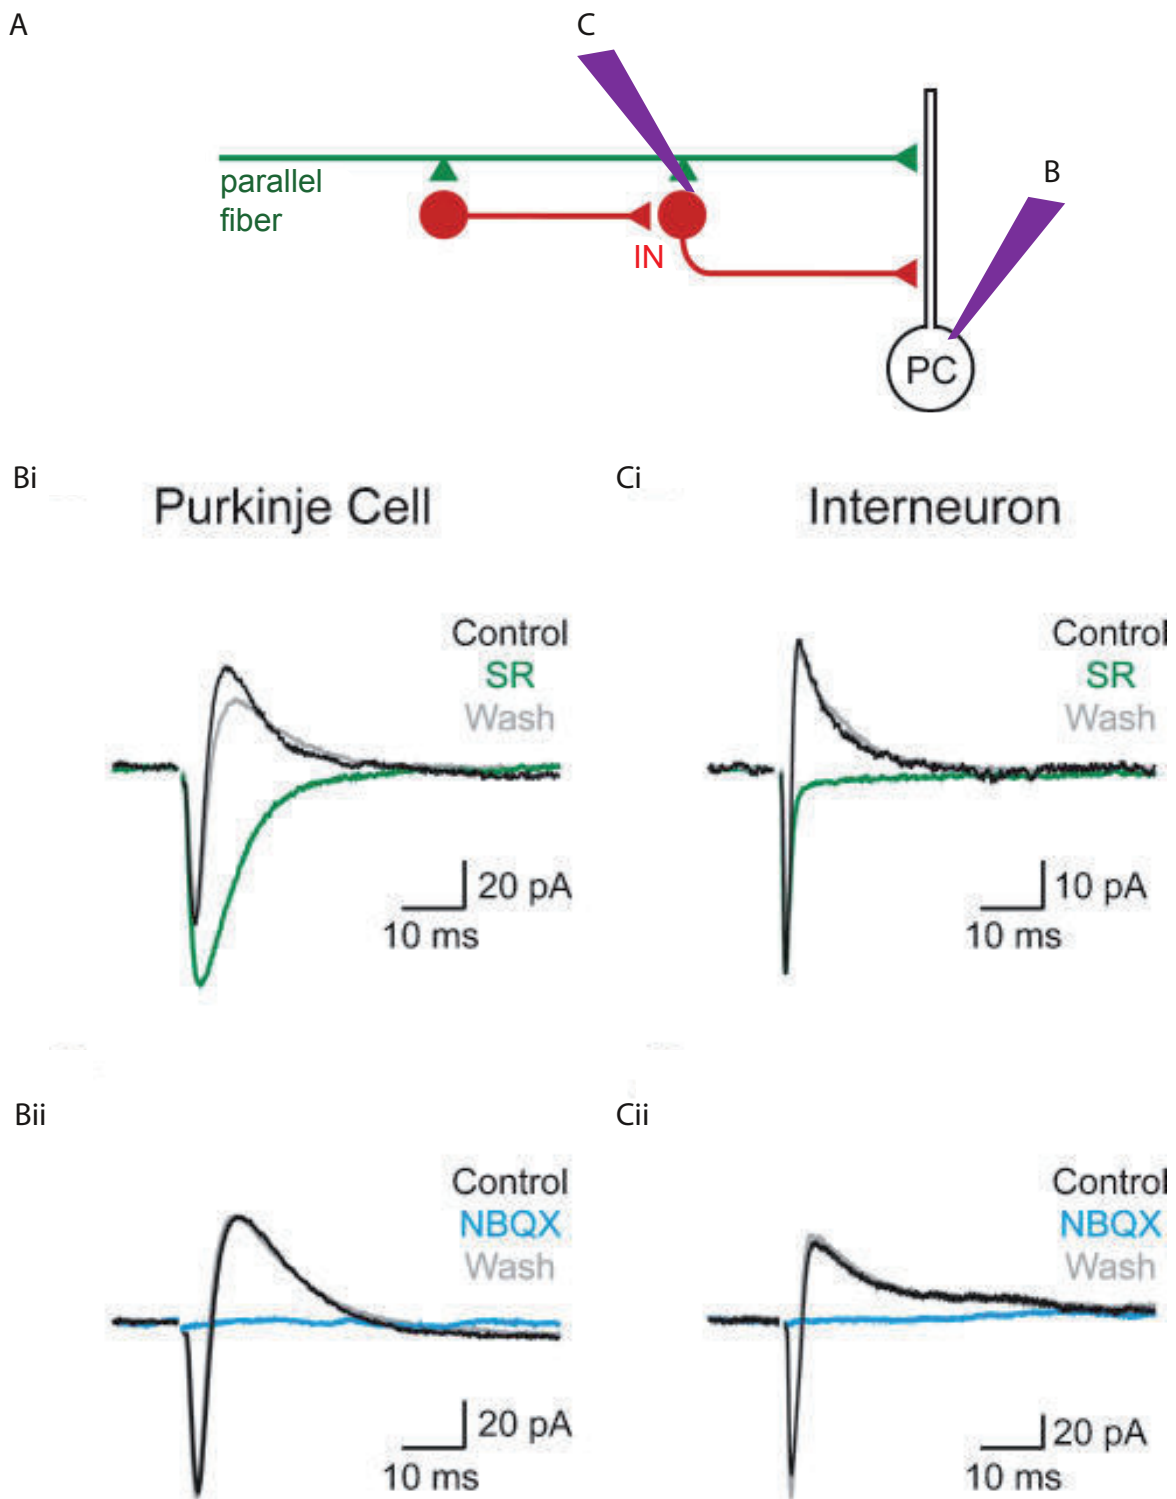 A
C
B
parallel
fiber
IN
PC
Bi
Purkinje Cell
Control
SR
Wash
20 pA
10 ms
Ci
Interneuron
Control
SR
Wash
10 pA
10 ms
Bii
Control
NBQX
Wash
20 pA
10 ms
Cii
Control
NBQX
Wash
20 pA
10 ms